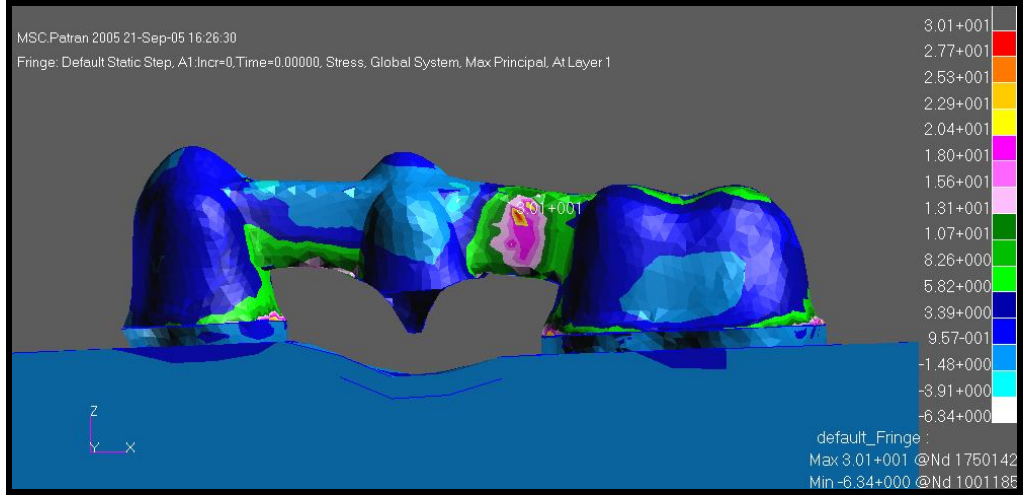 MSC.Patran 2005 21-Sep-05 16:26:30
Fringe: Default Static Step, A1:Incr=0,Time=0.00000, Stress, Global System, Max Principal, At Layer 1
3.01+001
2.77+001
2.53+001
2.29+001
2.04+001
1.80+001
1.56+001
1.31+001
1.07+001
8.26+000
5.82+000
3.39+000
9.57-001
-1.48+000
-3.91+000
-6.34+000
3.01+001
Z
Y X
default_Fringe :
Max 3.01+001 @Nd 1750142
Min -6.34+000 @Nd 1001185